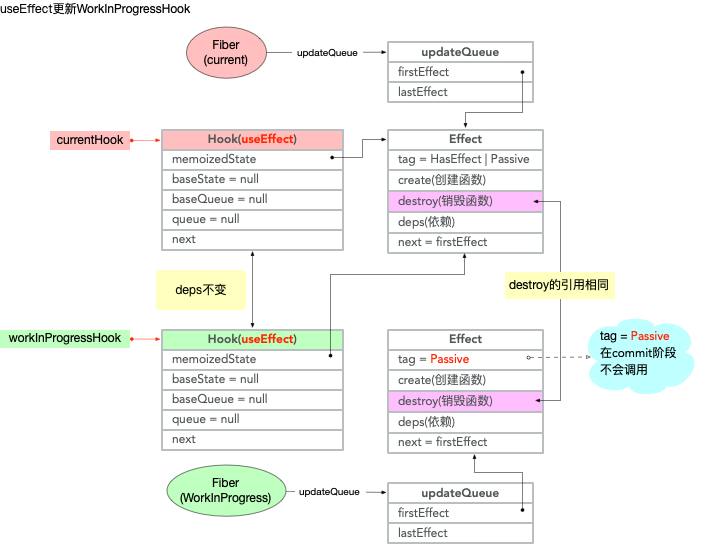 useEffect更新WorkInProgressHook
Fiber
(current)
updateQueue
updateQueue
firstEffect
lastEffect
currentHook
Hook(useEffect)
memoizedState
baseState = null
baseQueue = null
queue = null
next
Effect
tag = HasEffect | Passive
create(创建函数)
destroy(销毁函数)
deps(依赖)
next = firstEffect
deps不变
destroy的引用相同
workInProgressHook
Hook(useEffect)
memoizedState
baseState = null
baseQueue = null
queue = null
next
Effect
tag = Passive
create(创建函数)
destroy(销毁函数)
deps(依赖)
next = firstEffect
tag = Passive
在commit阶段
不会调用
Fiber
(WorkInProgress)
updateQueue
updateQueue
firstEffect
lastEffect